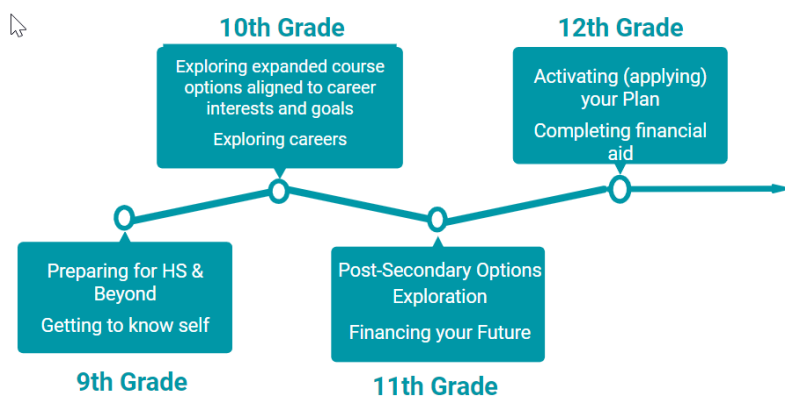 10th Grade
Exploring expanded course
options aligned to career
interests and goals
Exploring careers
12th Grade
Activating (applying)
your Plan
Completing financial
aid
Preparing for HS &
Beyond
Getting to know self
9th Grade
Post-Secondary Options
Exploration
Financing your Future
11th Grade